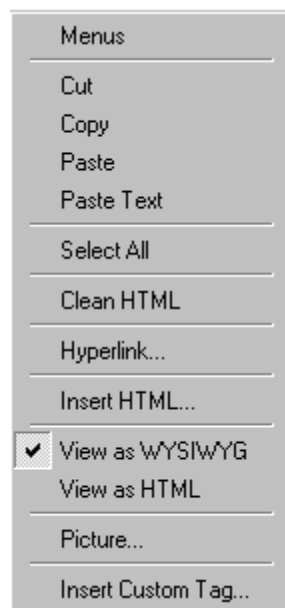 Menus
Cut
Copy
Paste
Paste Text
Select All
Clean HTML
Hyperlink...
Insert HTML...
View as WYSIWYG
View as HTML
Picture...
Insert Custom Tag...